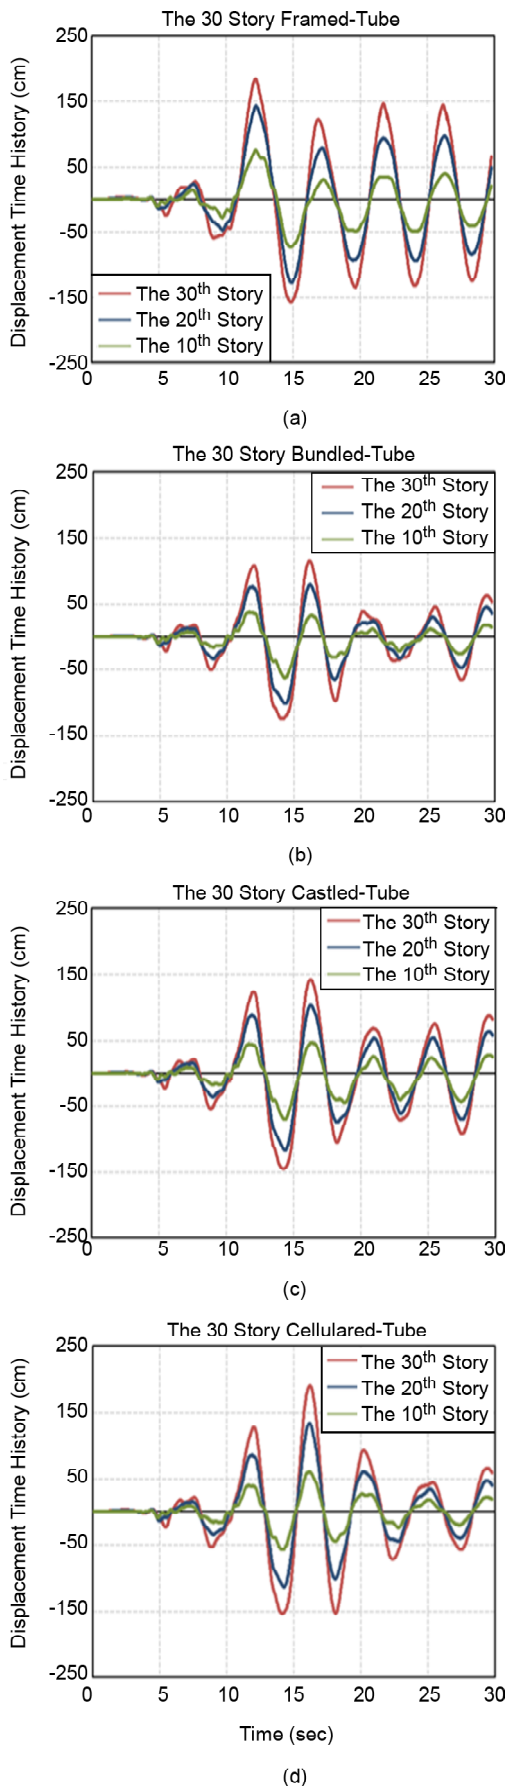 The 30 Story Framed-Tube
Displacement Time History (cm)
250
150
50
-50
-150
-250
The 30th Story
The 20th Story
The 10th Story
0 5 10 15 20 25 30
(a)
The 30 Story Bundled-Tube
Displacement Time History (cm)
250
150
50
-50
-150
-250
The 30th Story
The 20th Story
The 10th Story
0 5 10 15 20 25 30
(b)
The 30 Story Castled-Tube
Displacement Time History (cm)
250
150
50
-50
-150
-250
The 30th Story
The 20th Story
The 10th Story
0 5 10 15 20 25 30
(c)
The 30 Story Cellulared-Tube
Displacement Time History (cm)
250
150
50
-50
-150
-250
The 30th Story
The 20th Story
The 10th Story
0 5 10 15 20 25 30
Time (sec)
(d)